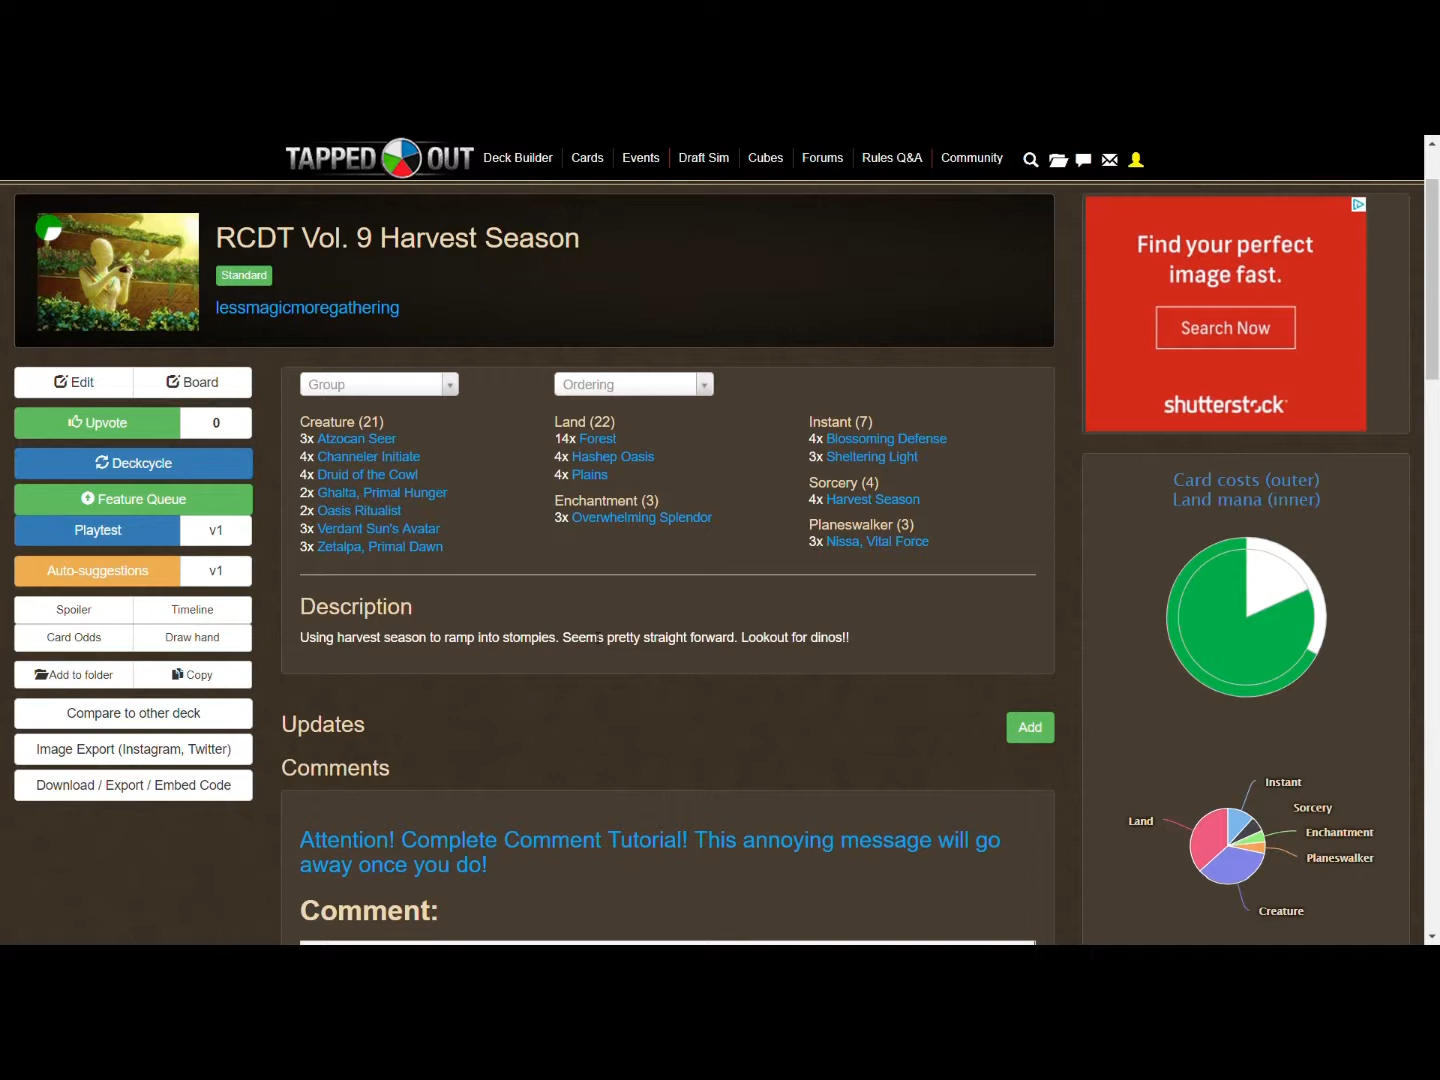 TAPPED OUT
Deck Builder
Cards
Events
Draft Sim
Cubes
Forums
Rules Q&A
Community
RCDT Vol. 9 Harvest Season
Standard
lessmagicmoregathering
Find your perfect
image fast.
Search Now
shutterstock
Edit
Board
Upvote
0
Deckcycle
Feature Queue
Playtest
v1
Auto-suggestions
v1
Spoiler
Timeline
Card Odds
Draw hand
Add to folder
Copy
Compare to other deck
Image Export (Instagram, Twitter)
Download / Export / Embed Code
Group
Ordering
Creature (21)
3x Atzocan Seer
4x Channeler Initiate
4x Druid of the Cowl
2x Ghalta, Primal Hunger
2x Oasis Ritualist
3x Verdant Sun's Avatar
3x Zetalpa, Primal Dawn
Land (22)
14x Forest
4x Hashep Oasis
4x Plains
Enchantment (3)
3x Overwhelming Splendor
Instant (7)
4x Blossoming Defense
3x Sheltering Light
Sorcery (4)
4x Harvest Season
Planeswalker (3)
3x Nissa, Vital Force
Description
Using harvest season to ramp into stompies. Seems pretty straight forward. Lookout for dinos!!
Updates
Add
Comments
Attention! Complete Comment Tutorial! This annoying message will go
away once you do!
Comment:
Card costs (outer)
Land mana (inner)
Instant
Sorcery
Land
Enchantment
Planeswalker
Creature